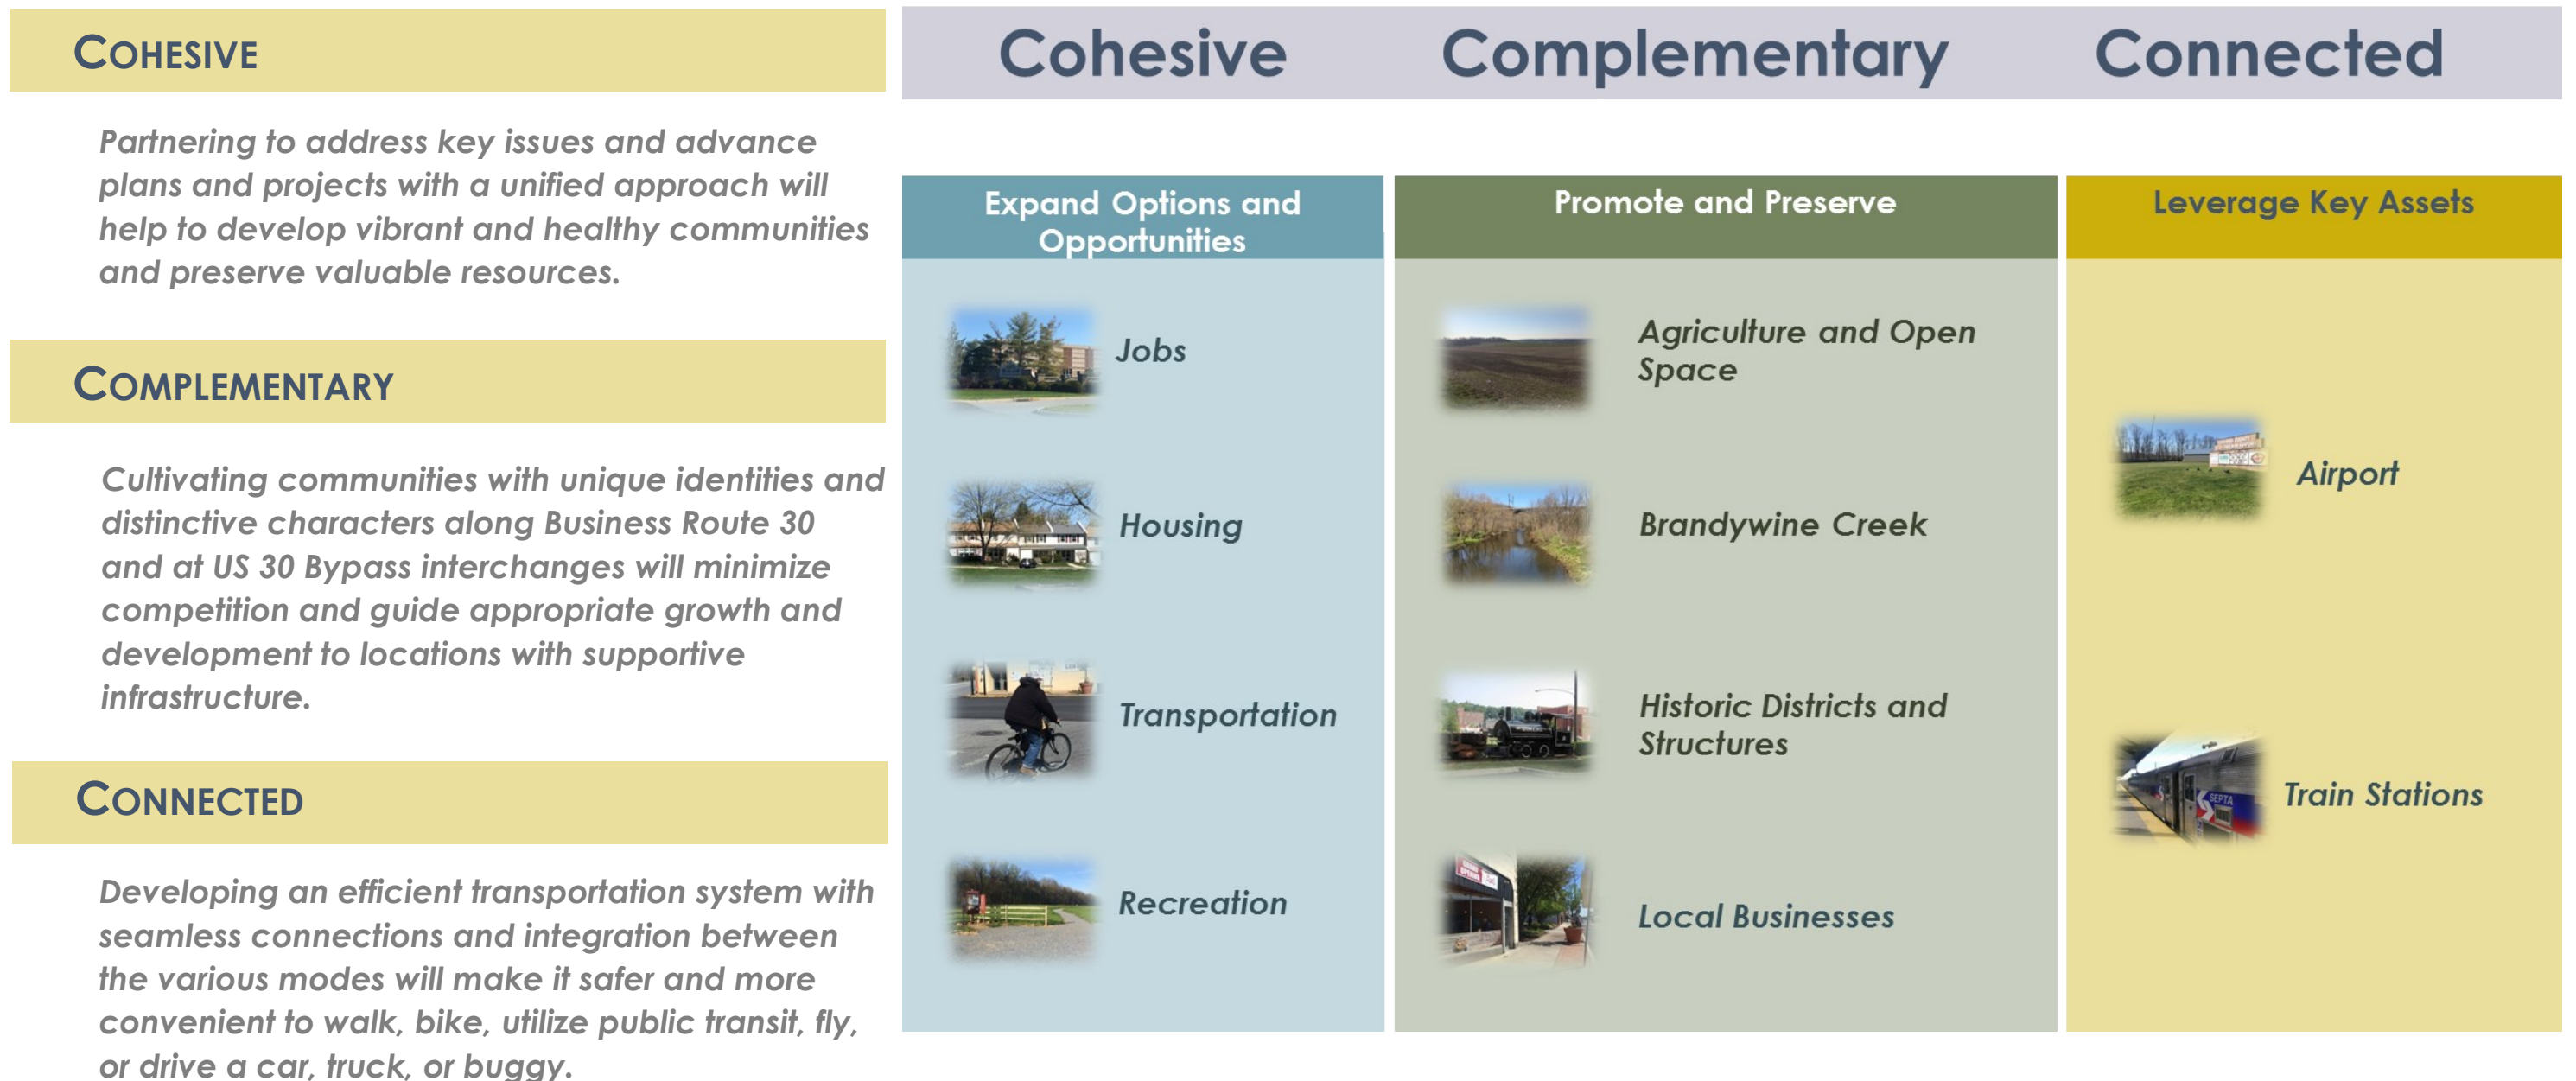 COHESIVE
Partnering to address key issues and advance
plans and projects with a unified approach will
help to develop vibrant and healthy communities
and preserve valuable resources.
COMPLEMENTARY
Cultivating communities with unique identities and
distinctive characters along Business Route 30
and at US 30 Bypass interchanges will minimize
competition and guide appropriate growth and
development to locations with supportive
infrastructure.
CONNECTED
Developing an efficient transportation system with
seamless connections and integration between
the various modes will make it safer and more
convenient to walk, bike, utilize public transit, fly,
or drive a car, truck, or buggy.
Cohesive Complementary Connected
Expand Options and
Opportunities
Jobs
Housing
Transportation
Recreation
Promote and Preserve
Agriculture and Open
Space
Brandywine Creek
Historic Districts and
Structures
Local Businesses
Leverage Key Assets
Airport
Train Stations
SEPTA